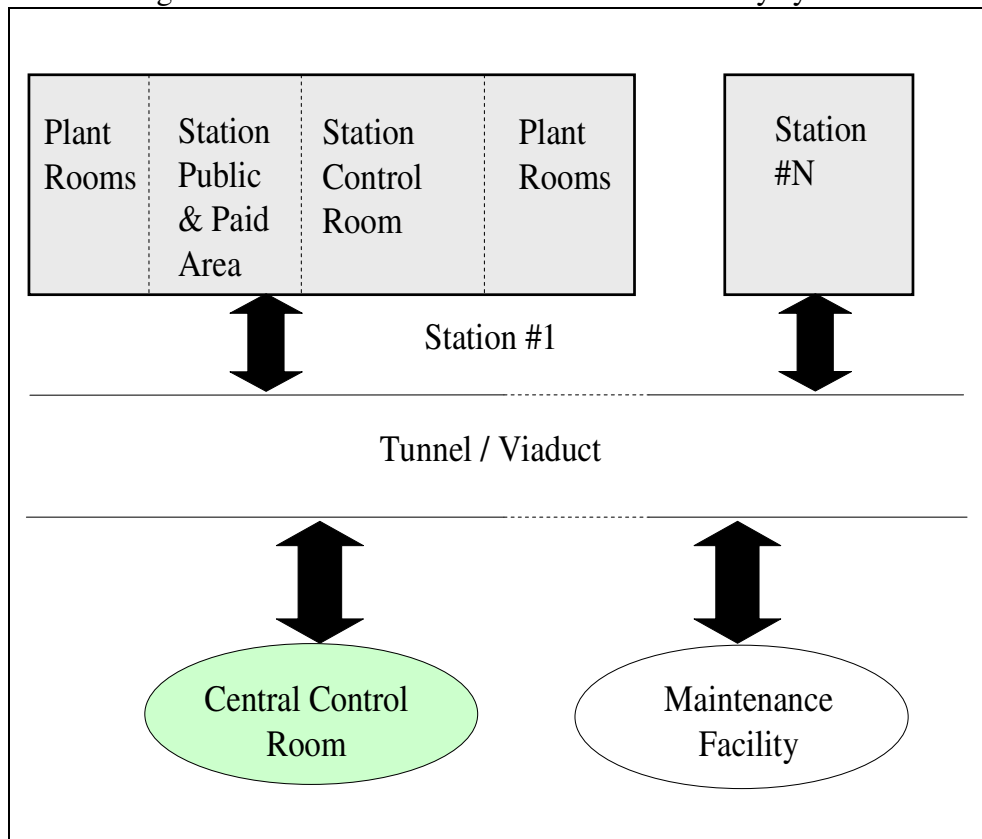 Plant
Rooms
Station
Public
& Paid
Area
Station
Control
Room
Plant
Rooms
Station
#N
Station #1
Tunnel / Viaduct
Central Control
Room
Maintenance
Facility